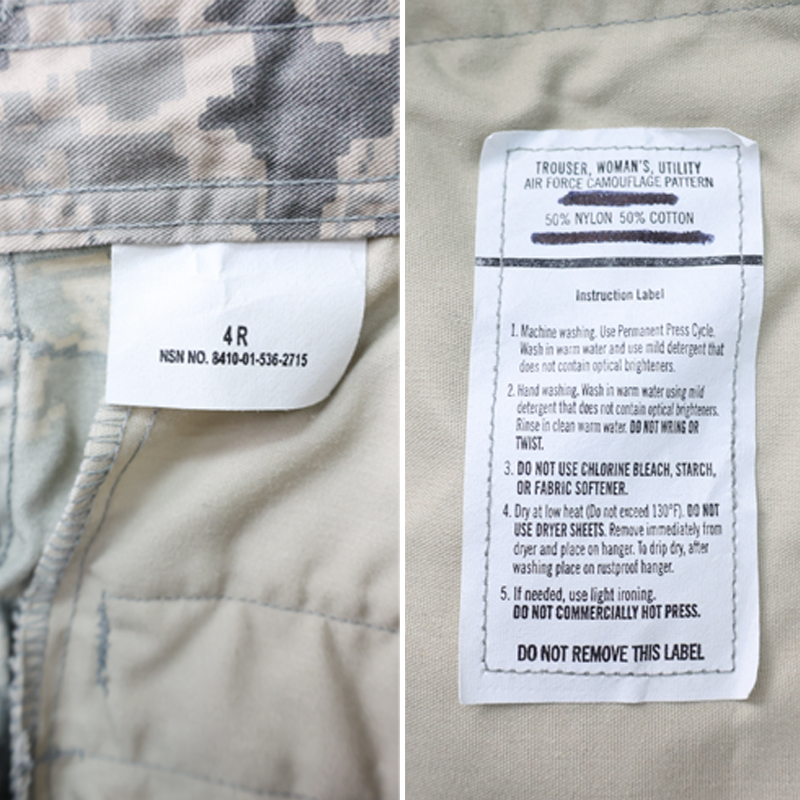 4 R
NSN NO. 8410-01-536-2715
TROUSER, WOMAN'S, UTILITY
AIR FORCE CAMOUFLAGE PATTERN
50% NYLON 50% COTTON
Instruction Label
1. Machine washing. Use Permanent Press Cycle.
Wash in warm water and use mild detergent that
does not contain optical brighteners.
2. Hand washing. Wash in warm water using mild
detergent that does not contain optical brighteners.
Rinse in clean warm water. DO NOT WRING OR
TWIST.
3. DO NOT USE CHLORINE BLEACH, STARCH,
OR FABRIC SOFTENER.
4. Dry at low heat (Do not exceed 130°F). DO NOT
USE DRYER SHEETS. Remove immediately from
dryer and place on hanger. To drip dry, after
washing place on rustproof hanger.
5. If needed, use light ironing.
DO NOT COMMERCIALLY HOT PRESS.
DO NOT REMOVE THIS LABEL